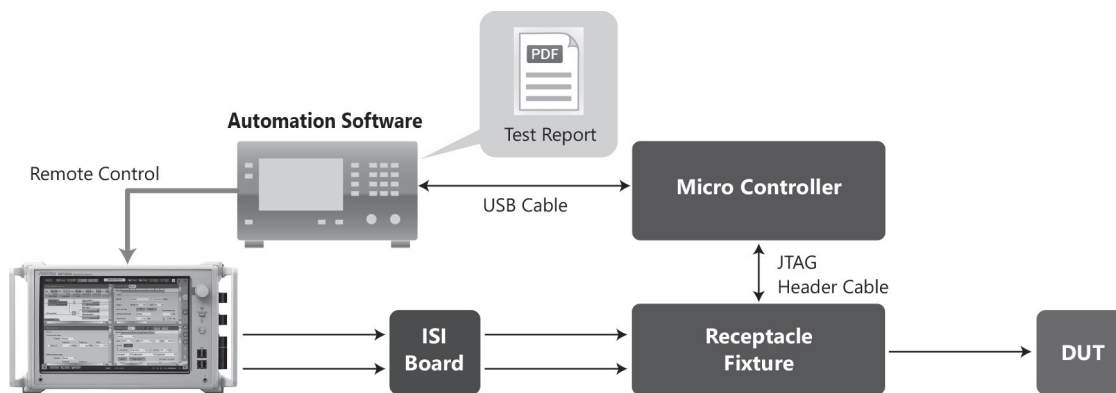 PDF
Test Report
Automation Software
Remote Control
USB Cable
Micro Controller
JTAG
Header Cable
ISI
Board
Receptacle
Fixture
DUT